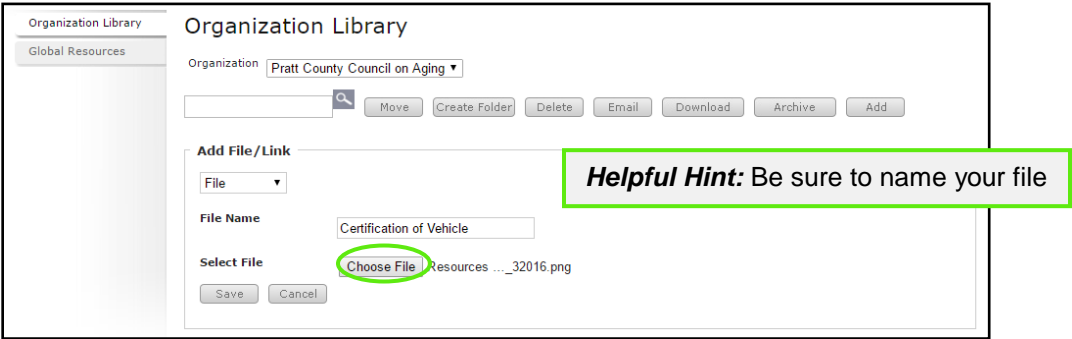 Organization Library
Global Resources
Organization Library
Organization Pratt County Council on Aging
Move Create Folder Delete Email Download Archive Add
Add File/Link
Helpful Hint: Be sure to name your file
File
File Name Certification of Vehicle
Select File Choose File Resources ..._32016.png
Save Cancel